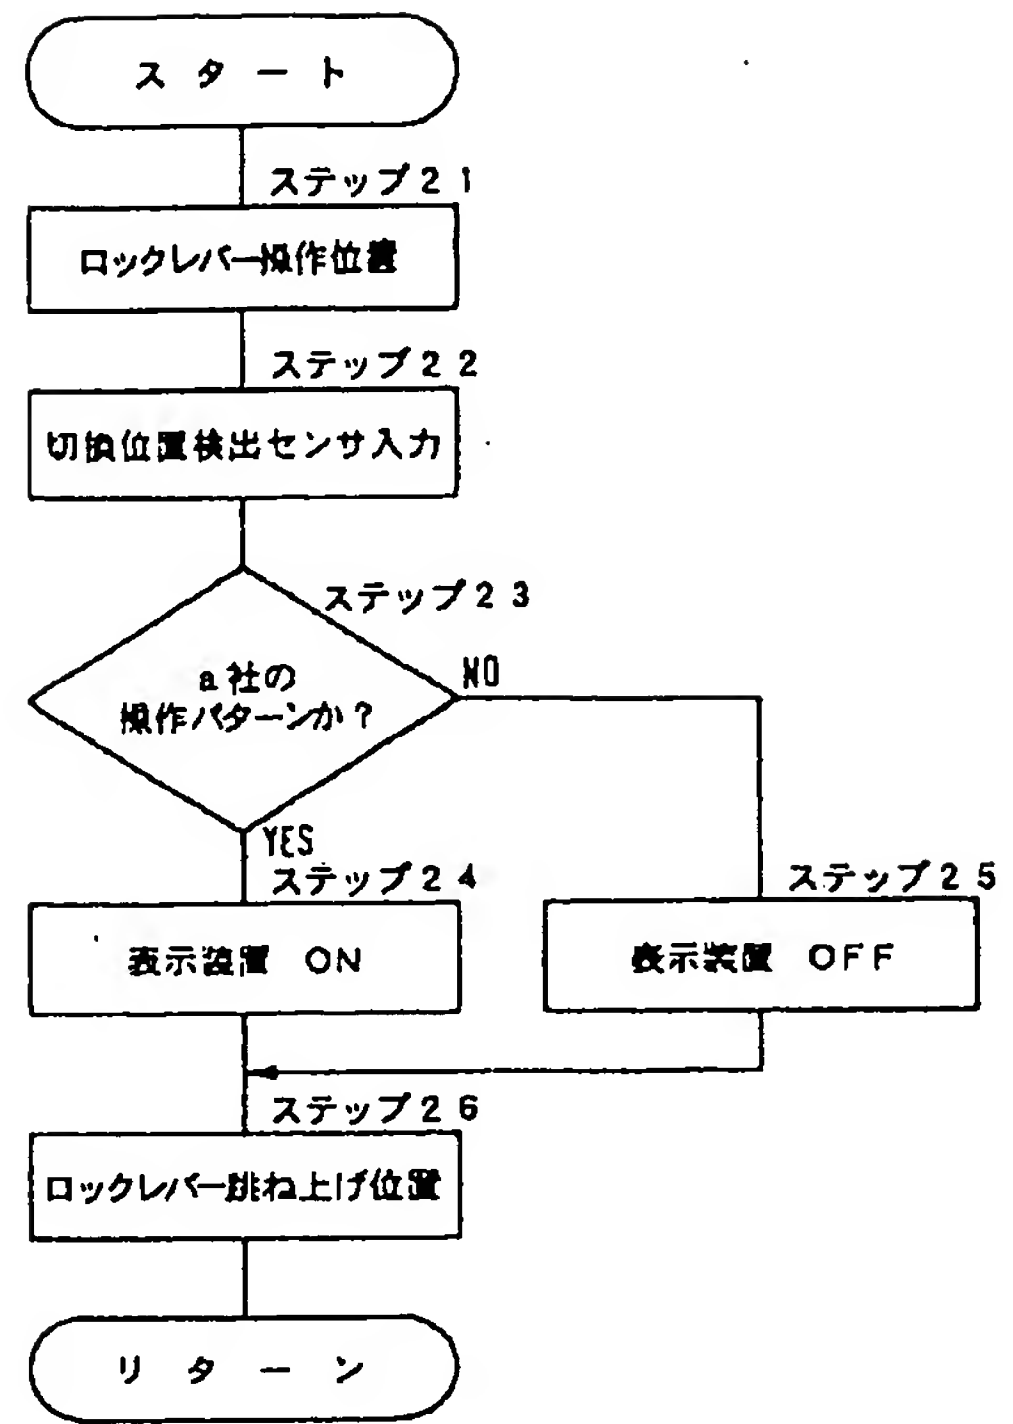 スタート
ステップ21
ロックレバー操作位置
ステップ22
切換位置検出センサ入力
ステップ23
a社の
操作パターンか?
NO
YES
ステップ24
表示装置 ON
ステップ25
表示装置 OFF
ステップ26
ロックレバー跳ね上げ位置
リターン